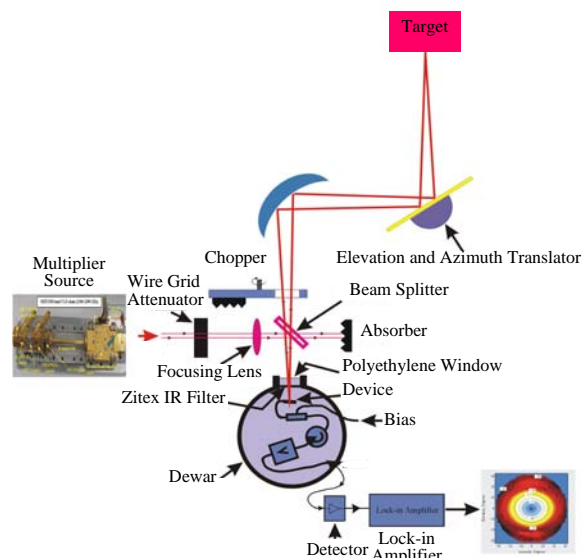 Target
Elevation and Azimuth Translator
Chopper
Multiplier
Source
Wire Grid
Attenuator
Beam Splitter
Absorber
Focusing Lens
Polyethylene Window
Zitex IR Filter
Device
Bias
V
Dewar
Lock-in Amplifier
Detector
Lock-in
Amplifier